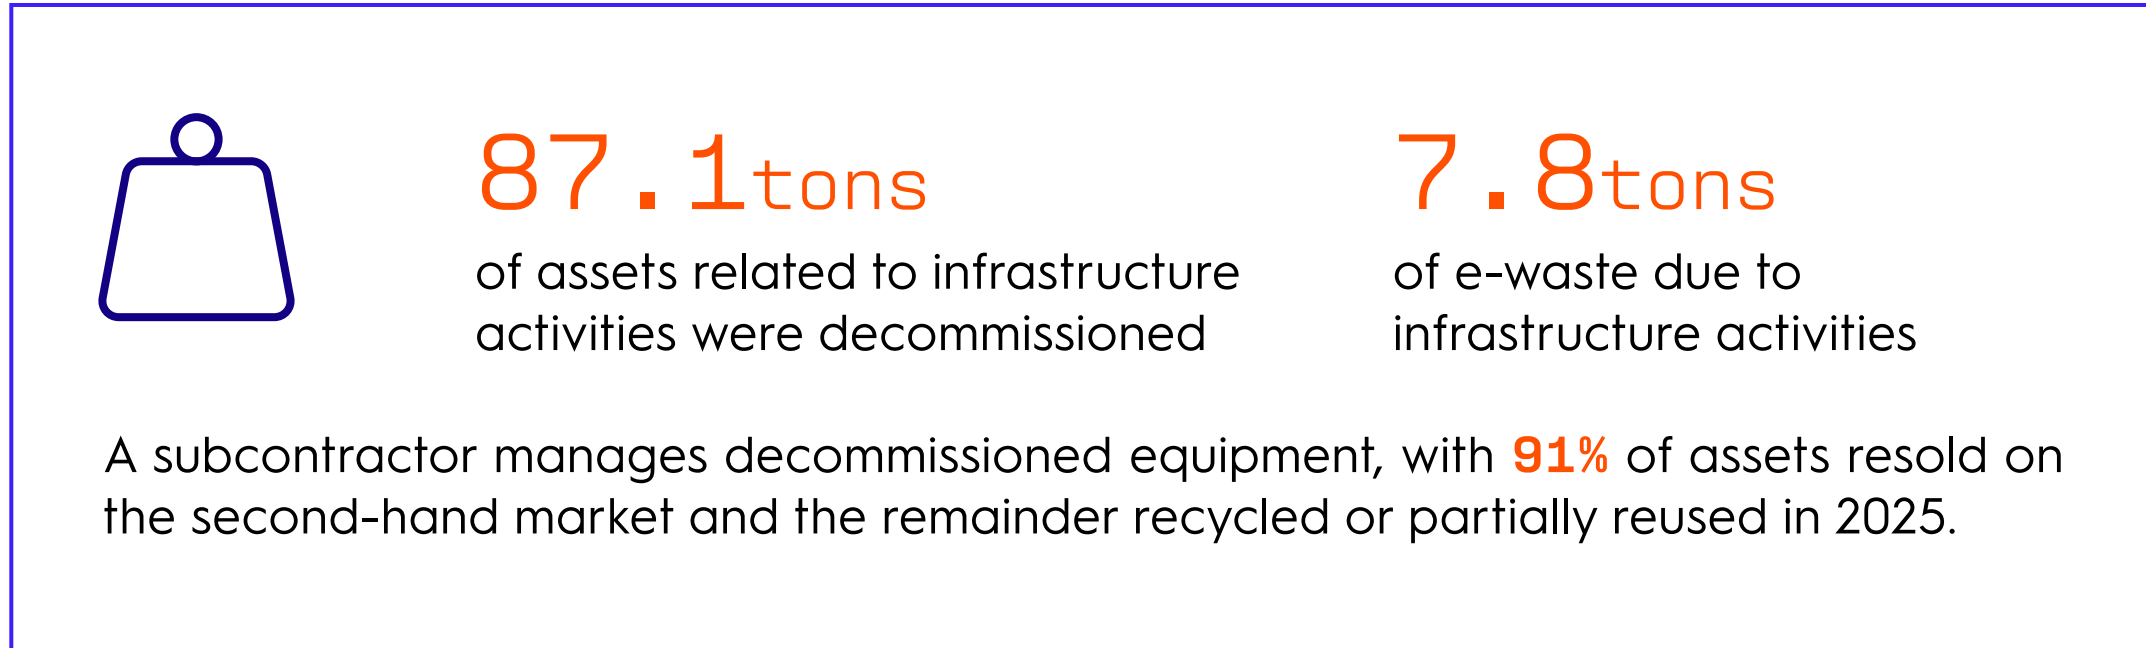 87.1tons
of assets related to infrastructure
activities were decommissioned
7.8tons
of e-waste due to
infrastructure activities
A subcontractor manages decommissioned equipment, with 91% of assets resold on
the second-hand market and the remainder recycled or partially reused in 2025.